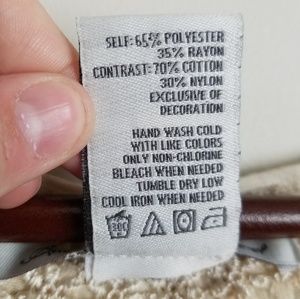 SELF: 65% POLYESTER
35% RAYON
CONTRAST: 70% COTTON
30% NYLON
EXCLUSIVE OF
DECORATION
HAND WASH COLD
WITH LIKE COLORS
ONLY NON-CHLORINE
BLEACH WHEN NEEDED
TUMBLE DRY LOW
COOL IRON WHEN NEEDED
30C